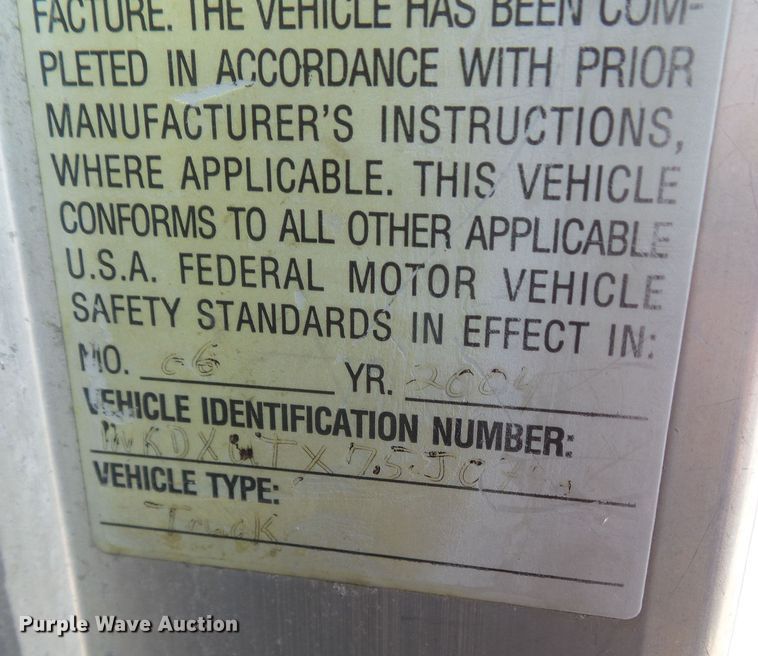 FACTURE. THE VEHICLE HAS BEEN COM-
PLETED IN ACCORDANCE WITH PRIOR
MANUFACTURER'S INSTRUCTIONS,
WHERE APPLICABLE. THIS VEHICLE
CONFORMS TO ALL OTHER APPLICABLE
U.S.A. FEDERAL MOTOR VEHICLE
SAFETY STANDARDS IN EFFECT IN:
MO. 06 YR. 2004
VEHICLE IDENTIFICATION NUMBER:
VEHICLE TYPE:
Truck
Purple Wave Auction